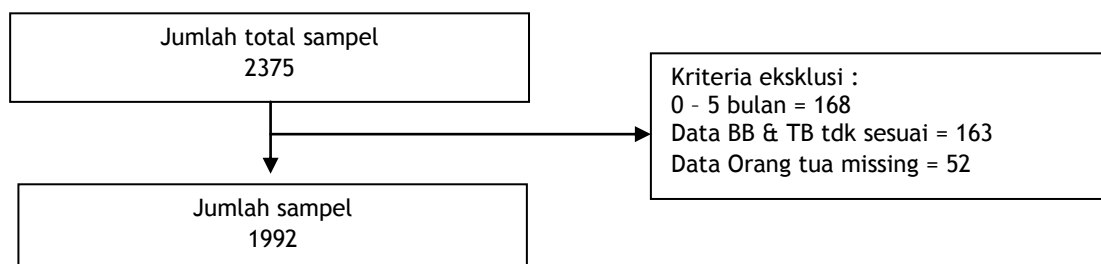 Jumlah total sampel
2375
Kriteria eksklusi :
0 – 5 bulan = 168
Data BB & TB tdk sesuai = 163
Data Orang tua missing = 52
Jumlah sampel
1992